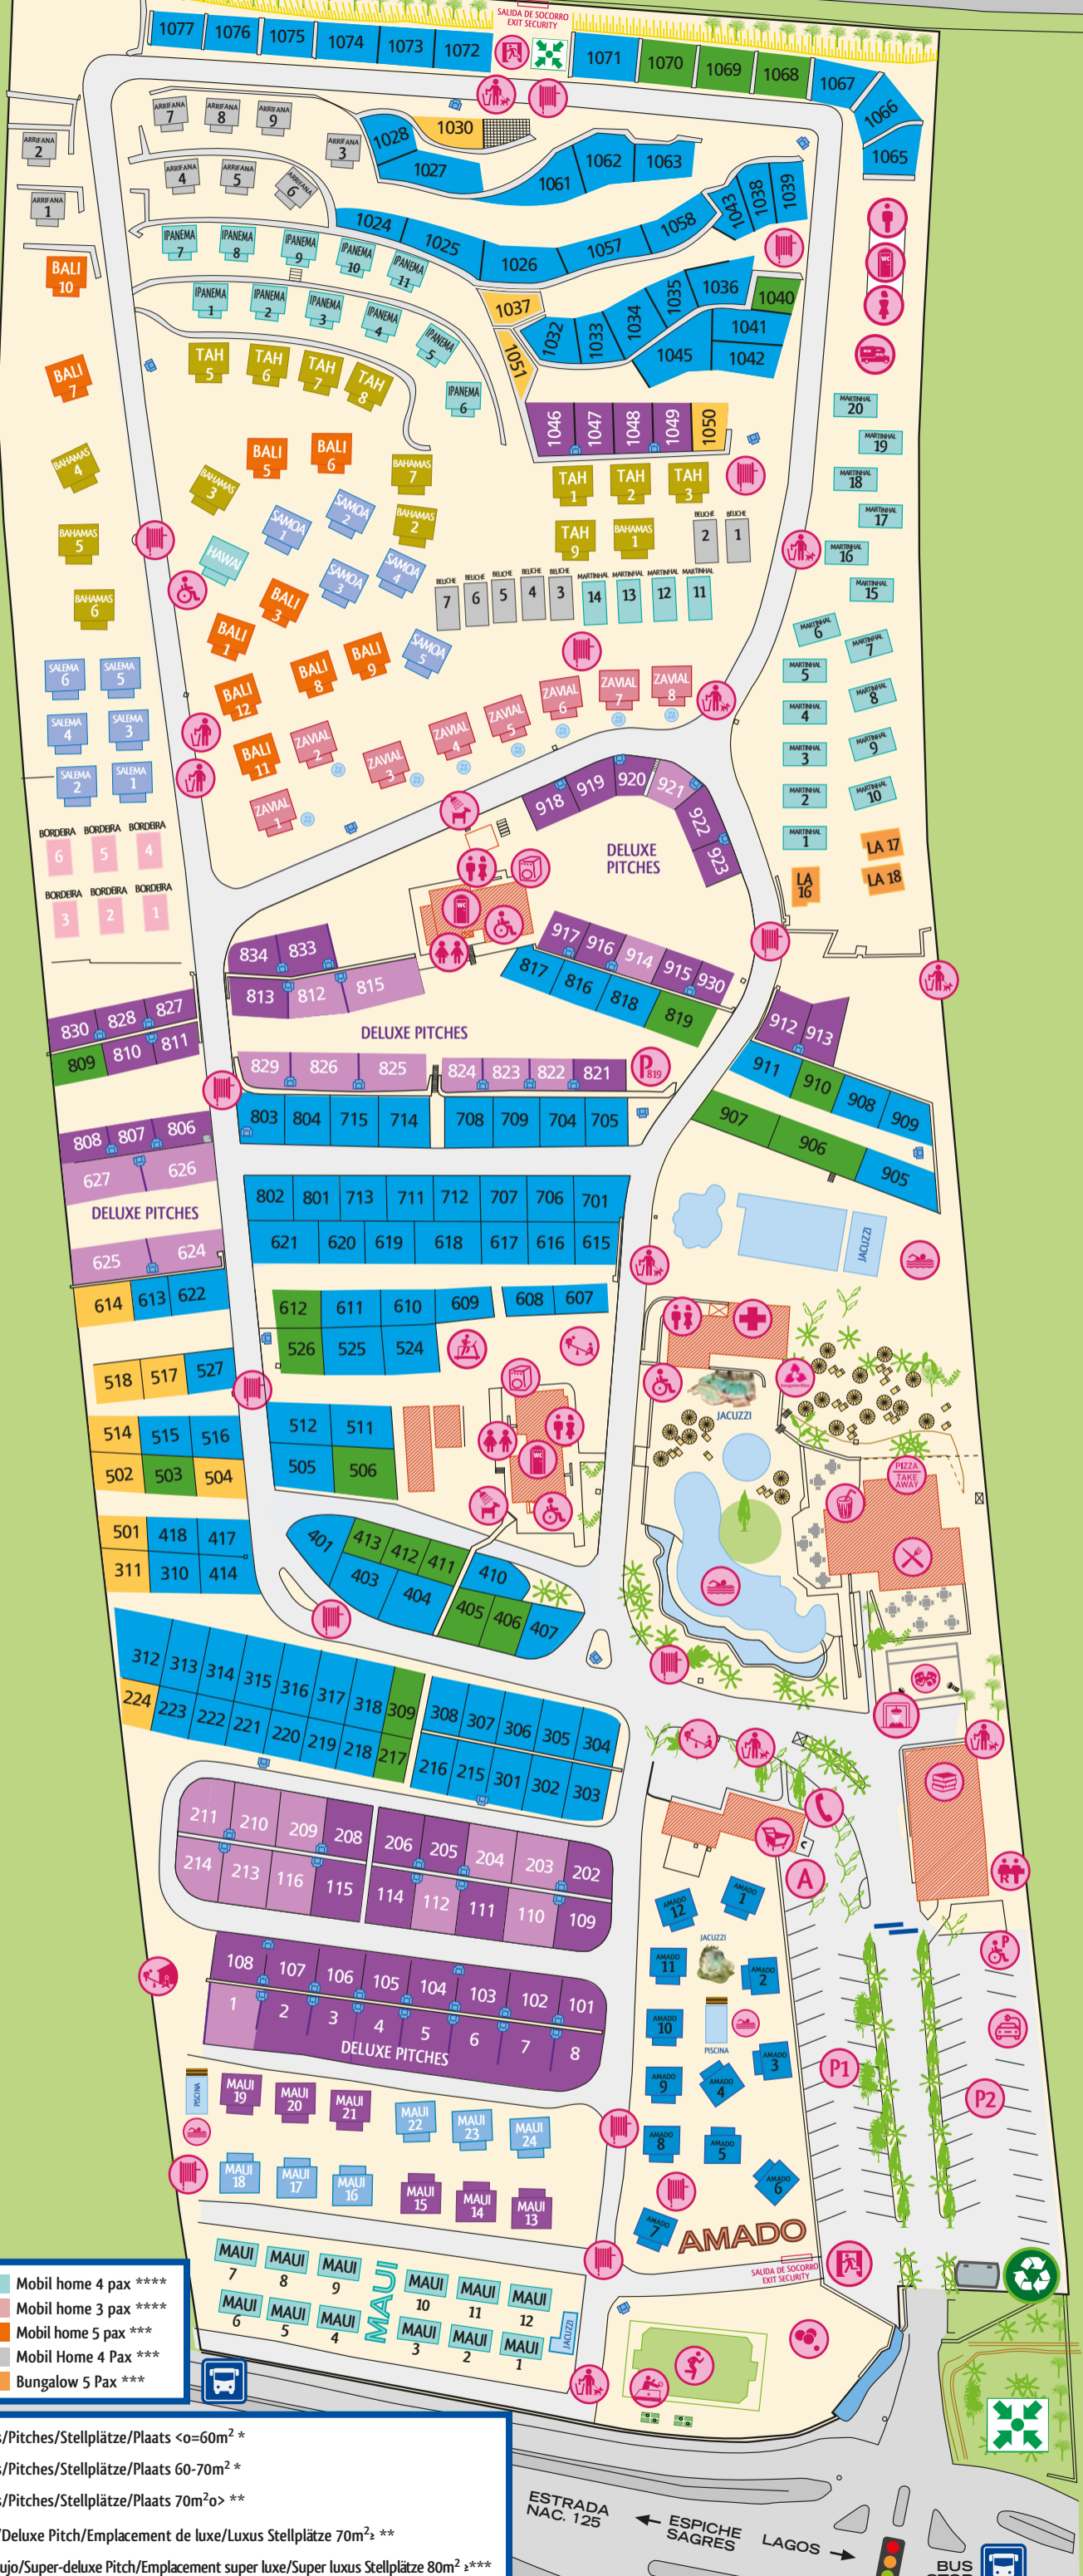 SALIDA DE SOCORRO
EXIT SECURITY
1077 1076 1075 1074 1073 1072 1071 1070 1069 1068 1067
1066
1065
ARRIFANA 7
ARRIFANA 8
ARRIFANA 9
ARRIFANA 3
ARRIFANA 2
ARRIFANA 4
ARRIFANA 5
ARRIFANA 6
ARRIFANA 1
1028 1030
1027 1061 1062 1063
1024 1025 1026 1057 1058 1043 1038 1039
IPANEMA 7
IPANEMA 8
IPANEMA 9
IPANEMA 10
IPANEMA 11
BALI 10
IPANEMA 1
IPANEMA 2
IPANEMA 3
IPANEMA 4
IPANEMA 5
IPANEMA 6
1037 1051
1032 1033 1034 1035 1036 1040
1045 1041
1042
WC
BALI 7
TAH 5
TAH 6
TAH 7
TAH 8
1046 1047 1048 1049 1050
MARTINHAL 20
MARTINHAL 19
MARTINHAL 18
MARTINHAL 17
MARTINHAL 16
MARTINHAL 15
BAHAMAS 4
BALI 5
BALI 6
BAHAMAS 7
BAHAMAS 3
BAHAMAS 2
SAMOA 1
SAMOA 2
TAH 1
TAH 2
TAH 3
TAH 9
BAHAMAS 1
BELICHE 2
BELICHE 1
BAHAMAS 5
HAWAI
SAMOA 3
SAMOA 4
BAHAMAS 6
BALI 3
BELICHE 7
BELICHE 6
BELICHE 5
BELICHE 4
BELICHE 3
MARTINHAL 14
MARTINHAL 13
MARTINHAL 12
MARTINHAL 11
BALI 1
BALI 8
BALI 9
SAMOA 5
MARTINHAL 6
MARTINHAL 7
MARTINHAL 5
MARTINHAL 8
MARTINHAL 4
MARTINHAL 9
MARTINHAL 3
MARTINHAL 10
MARTINHAL 2
MARTINHAL 1
SALEMA 6
SALEMA 5
SALEMA 4
SALEMA 3
SALEMA 2
SALEMA 1
BALI 12
BALI 11
ZAVIAL 1
ZAVIAL 2
ZAVIAL 3
ZAVIAL 4
ZAVIAL 5
ZAVIAL 6
ZAVIAL 7
ZAVIAL 8
BORDEIRA 6
BORDEIRA 5
BORDEIRA 4
BORDEIRA 3
BORDEIRA 2
BORDEIRA 1
918 919 920 921 922 923
DELUXE
PITCHES
LA 17
LA 16
LA 18
WC
834 833
813 812 815
917 916 914 915 930
817 816 818 819
DELUXE PITCHES
830 828 827
809 810 811
912 913
911 910 908 909
907 906 905
829 826 825 824 823 822 821
P 819
803 804 715 714 708 709 704 705
808 807 806
627 626
DELUXE PITCHES
625 624
614 613 622
802 801 713 711 712 707 706 701
621 620 619 618 617 616 615
JACUZZI
612 611 610 609 608 607
526 525 524
518 517 527
514 515 516
502 503 504
512 511
505 506
WC
JACUZZI
PIZZA
TAKE
AWAY
501 418 417
311 310 414
401 413 412 411 410
403 404 405 406 407
312 313 314 315 316 317 318 309
224 223 222 221 220 219 218 217
308 307 306 305 304
216 215 301 302 303
211 210 209 208 206 205 204 203 202
214 213 116 115 114 112 111 110 109
A
R
108 107 106 105 104 103 102 101
1 2 3 4 5 6 7 8
DELUXE PITCHES
AMADO 12
AMADO 1
JACUZZI
AMADO 11
AMADO 2
AMADO 10
PISCINA
AMADO 3
AMADO 9
AMADO 4
AMADO 8
AMADO 5
AMADO 6
AMADO 7
AMADO
P
P1
P2
SALIDA DE SOCORRO
EXIT SECURITY
PISCINA
MAUI 19
MAUI 20
MAUI 21
MAUI 22
MAUI 23
MAUI 24
MAUI 18
MAUI 17
MAUI 16
MAUI 15
MAUI 14
MAUI 13
MAUI 7
MAUI 8
MAUI 9
MAUI
MAUI 10
MAUI 11
MAUI 12
MAUI 6
MAUI 5
MAUI 4
MAUI 3
MAUI 2
MAUI 1
JACUZZI
Mobil home 4 pax ****
Mobil home 3 pax ****
Mobil home 5 pax ***
Mobil Home 4 Pax ***
Bungalow 5 Pax ***
s/Pitches/Stellplätze/Plaats <o=60m² *
s/Pitches/Stellplätze/Plaats 60-70m² *
s/Pitches/Stellplätze/Plaats 70m²o> **
/Deluxe Pitch/Emplacement de luxe/Luxus Stellplätze 70m²≥ **
ujo/Super-deluxe Pitch/Emplacement super luxe/Super luxus Stellplätze 80m² ≥***
ESTRADA
NAC. 125
ESPICHE
SAGRES
LAGOS
BUS
STOP